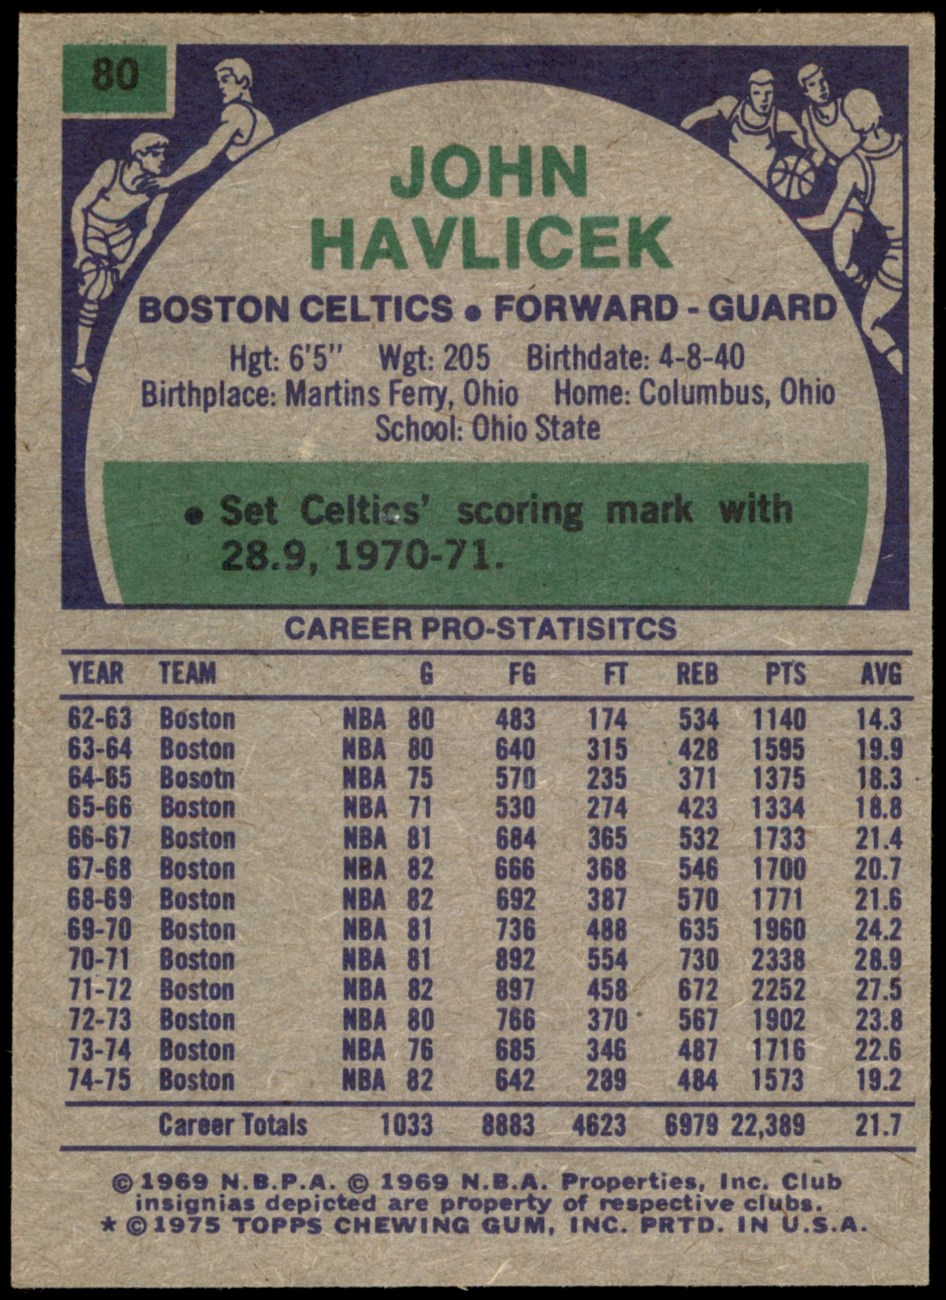 80
JOHN
HAVLICEK
BOSTON CELTICS • FORWARD - GUARD
Hgt: 6'5" Wgt: 205 Birthdate: 4-8-40
Birthplace: Martins Ferry, Ohio Home: Columbus, Ohio
School: Ohio State
• Set Celtics' scoring mark with
28.9, 1970-71.
CAREER PRO-STATISITCS
YEAR TEAM G FG FT REB PTS AVG
62-63 Boston NBA 80 483 174 534 1140 14.3
63-64 Boston NBA 80 640 315 428 1595 19.9
64-65 Bosotn NBA 75 570 235 371 1375 18.3
65-66 Boston NBA 71 530 274 423 1334 18.8
66-67 Boston NBA 81 684 365 532 1733 21.4
67-68 Boston NBA 82 666 368 546 1700 20.7
68-69 Boston NBA 82 692 387 570 1771 21.6
69-70 Boston NBA 81 736 488 635 1960 24.2
70-71 Boston NBA 81 892 554 730 2338 28.9
71-72 Boston NBA 82 897 458 672 2252 27.5
72-73 Boston NBA 80 766 370 567 1902 23.8
73-74 Boston NBA 76 685 346 487 1716 22.6
74-75 Boston NBA 82 642 289 484 1573 19.2
Career Totals 1033 8883 4623 6979 22,389 21.7
© 1969 N.B.P.A. © 1969 N.B.A. Properties, Inc. Club
insignias depicted are property of respective clubs.
* © 1975 TOPPS CHEWING GUM, INC. PRTD. IN U.S.A.